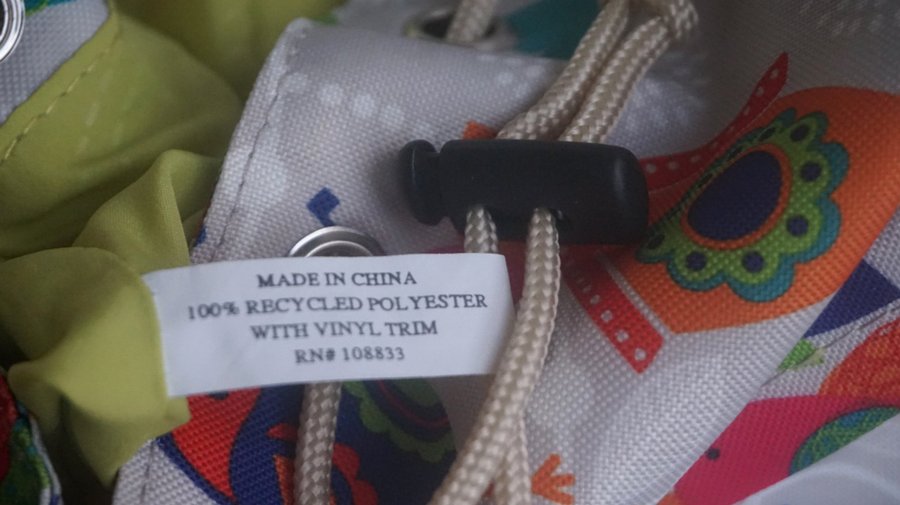 MADE IN CHINA
100% RECYCLED POLYESTER
WITH VINYL TRIM
RN# 108833